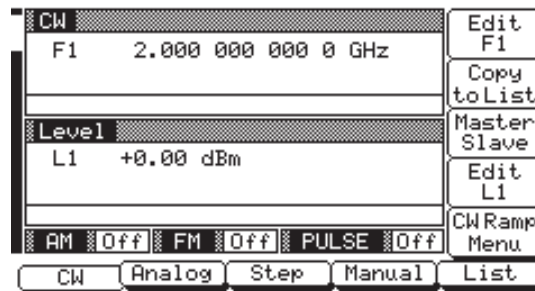 CW
F1 2.000 000 000 0 GHz
Level
L1 +0.00 dBm
AM Off FM Off PULSE Off
Edit
F1
Copy
to List
Master
Slave
Edit
L1
CW Ramp
Menu
CW Analog Step Manual List